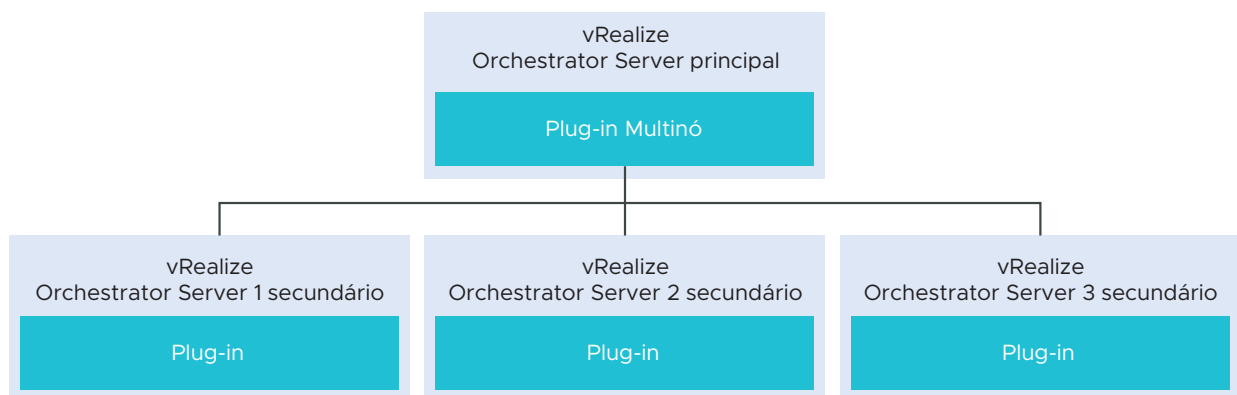 vRealize
Orchestrator Server principal
Plug-in Multinó
vRealize
Orchestrator Server 1 secundário
Plug-in
vRealize
Orchestrator Server 2 secundário
Plug-in
vRealize
Orchestrator Server 3 secundário
Plug-in